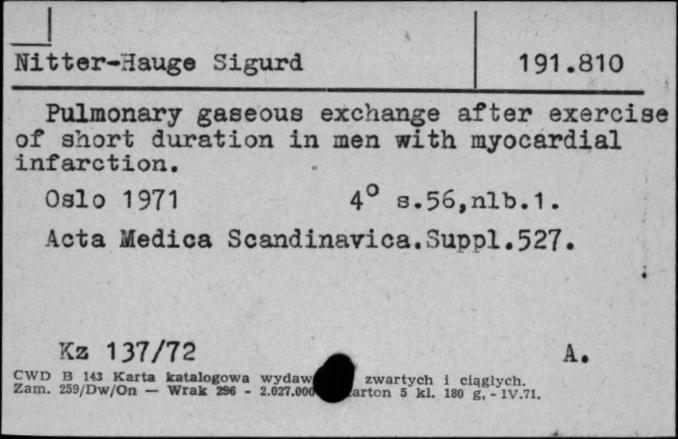 Nitter-Hauge Sigurd 191.810
Pulmonary gaseous exchange after exercise
of short duration in men with myocardial
infarction.
Oslo 1971 4° s.56,nlb.1.
Acta Medica Scandinavica.Suppl.527.
Kz 137/72 A.
CWD B 143 Karta katalogowa wydaw zwartych i ciągłych.
Zam. 259/Dw/On — Wrak 296 - 2.027.000 arton 5 kl. 180 g, - IV.71.